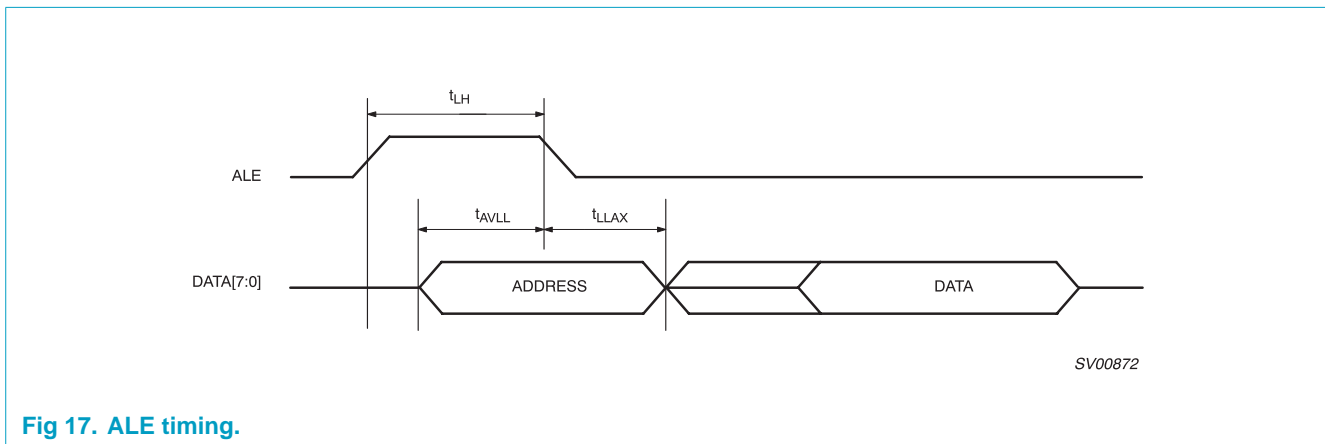 tLH
ALE
tAVLL
tLLAX
DATA[7:0]
ADDRESS
DATA
SV00872
Fig 17. ALE timing.